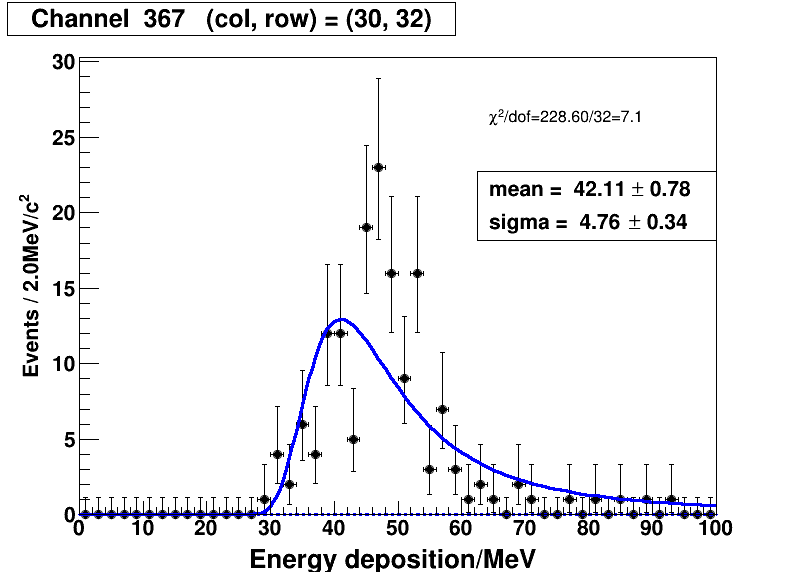 Channel 367 (col, row) = (30, 32)
30
25
20
15
10
5
0
Events / 2.0MeV/c²
χ²/dof=228.60/32=7.1
mean = 42.11 ± 0.78
sigma = 4.76 ± 0.34
0 10 20 30 40 50 60 70 80 90 100
Energy deposition/MeV